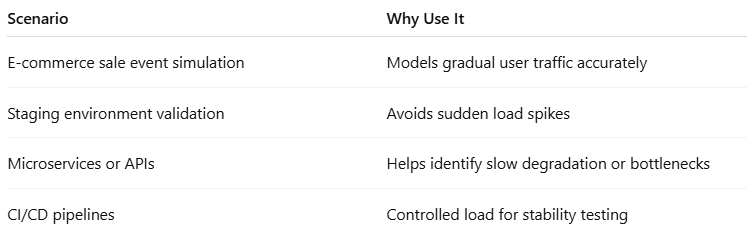 Scenario Why Use It
E-commerce sale event simulation Models gradual user traffic accurately
Staging environment validation Avoids sudden load spikes
Microservices or APIs Helps identify slow degradation or bottlenecks
CI/CD pipelines Controlled load for stability testing